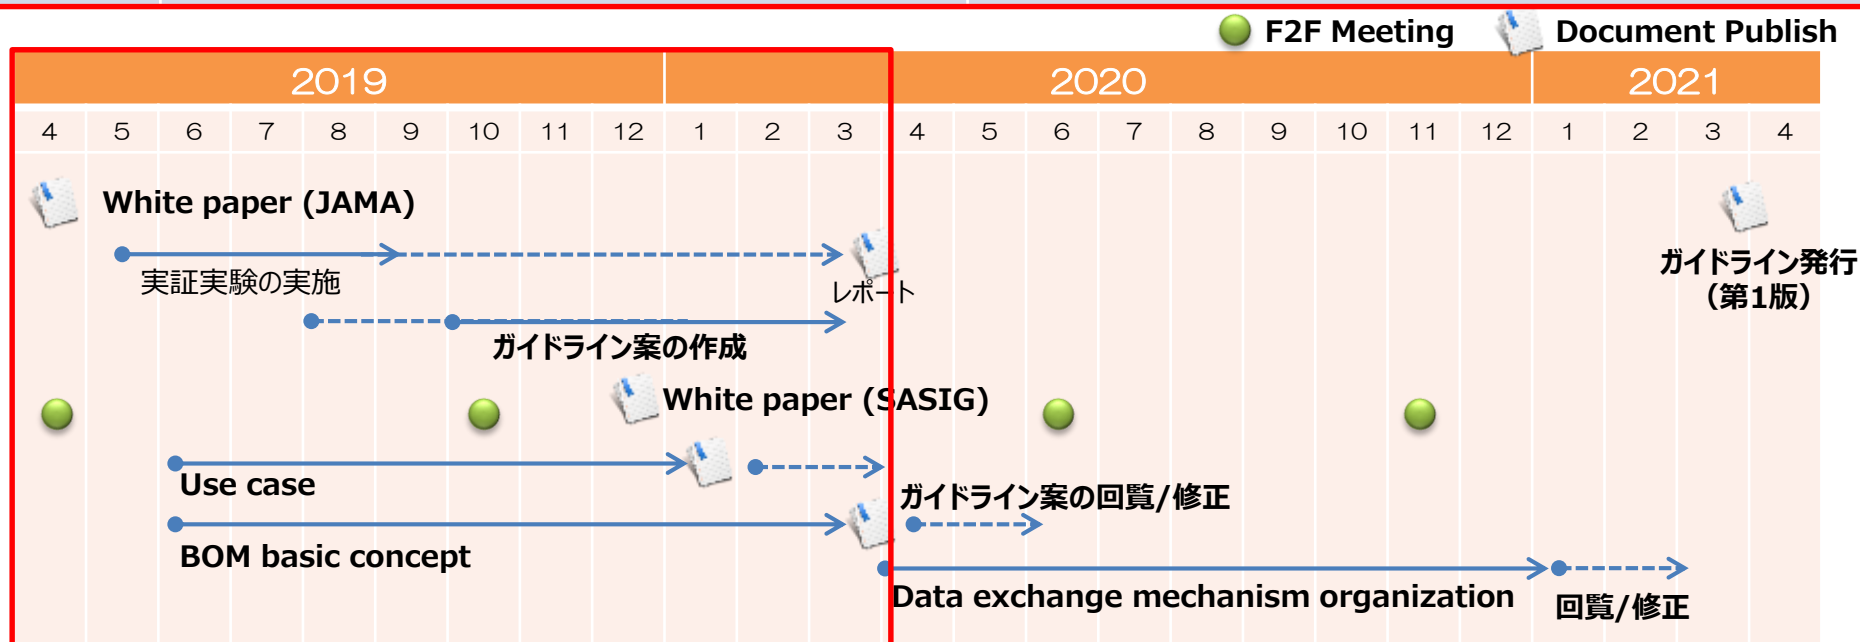 F2F Meeting Document Publish
2019 2020 2021
4 5 6 7 8 9 10 11 12 1 2 3 4 5 6 7 8 9 10 11 12 1 2 3 4
White paper (JAMA)
実証実験の実施
レポート
ガイドライン発行
（第1版）
ガイドライン案の作成
White paper (SASIG)
Use case
ガイドライン案の回覧/修正
BOM basic concept
Data exchange mechanism organization
回覧/修正